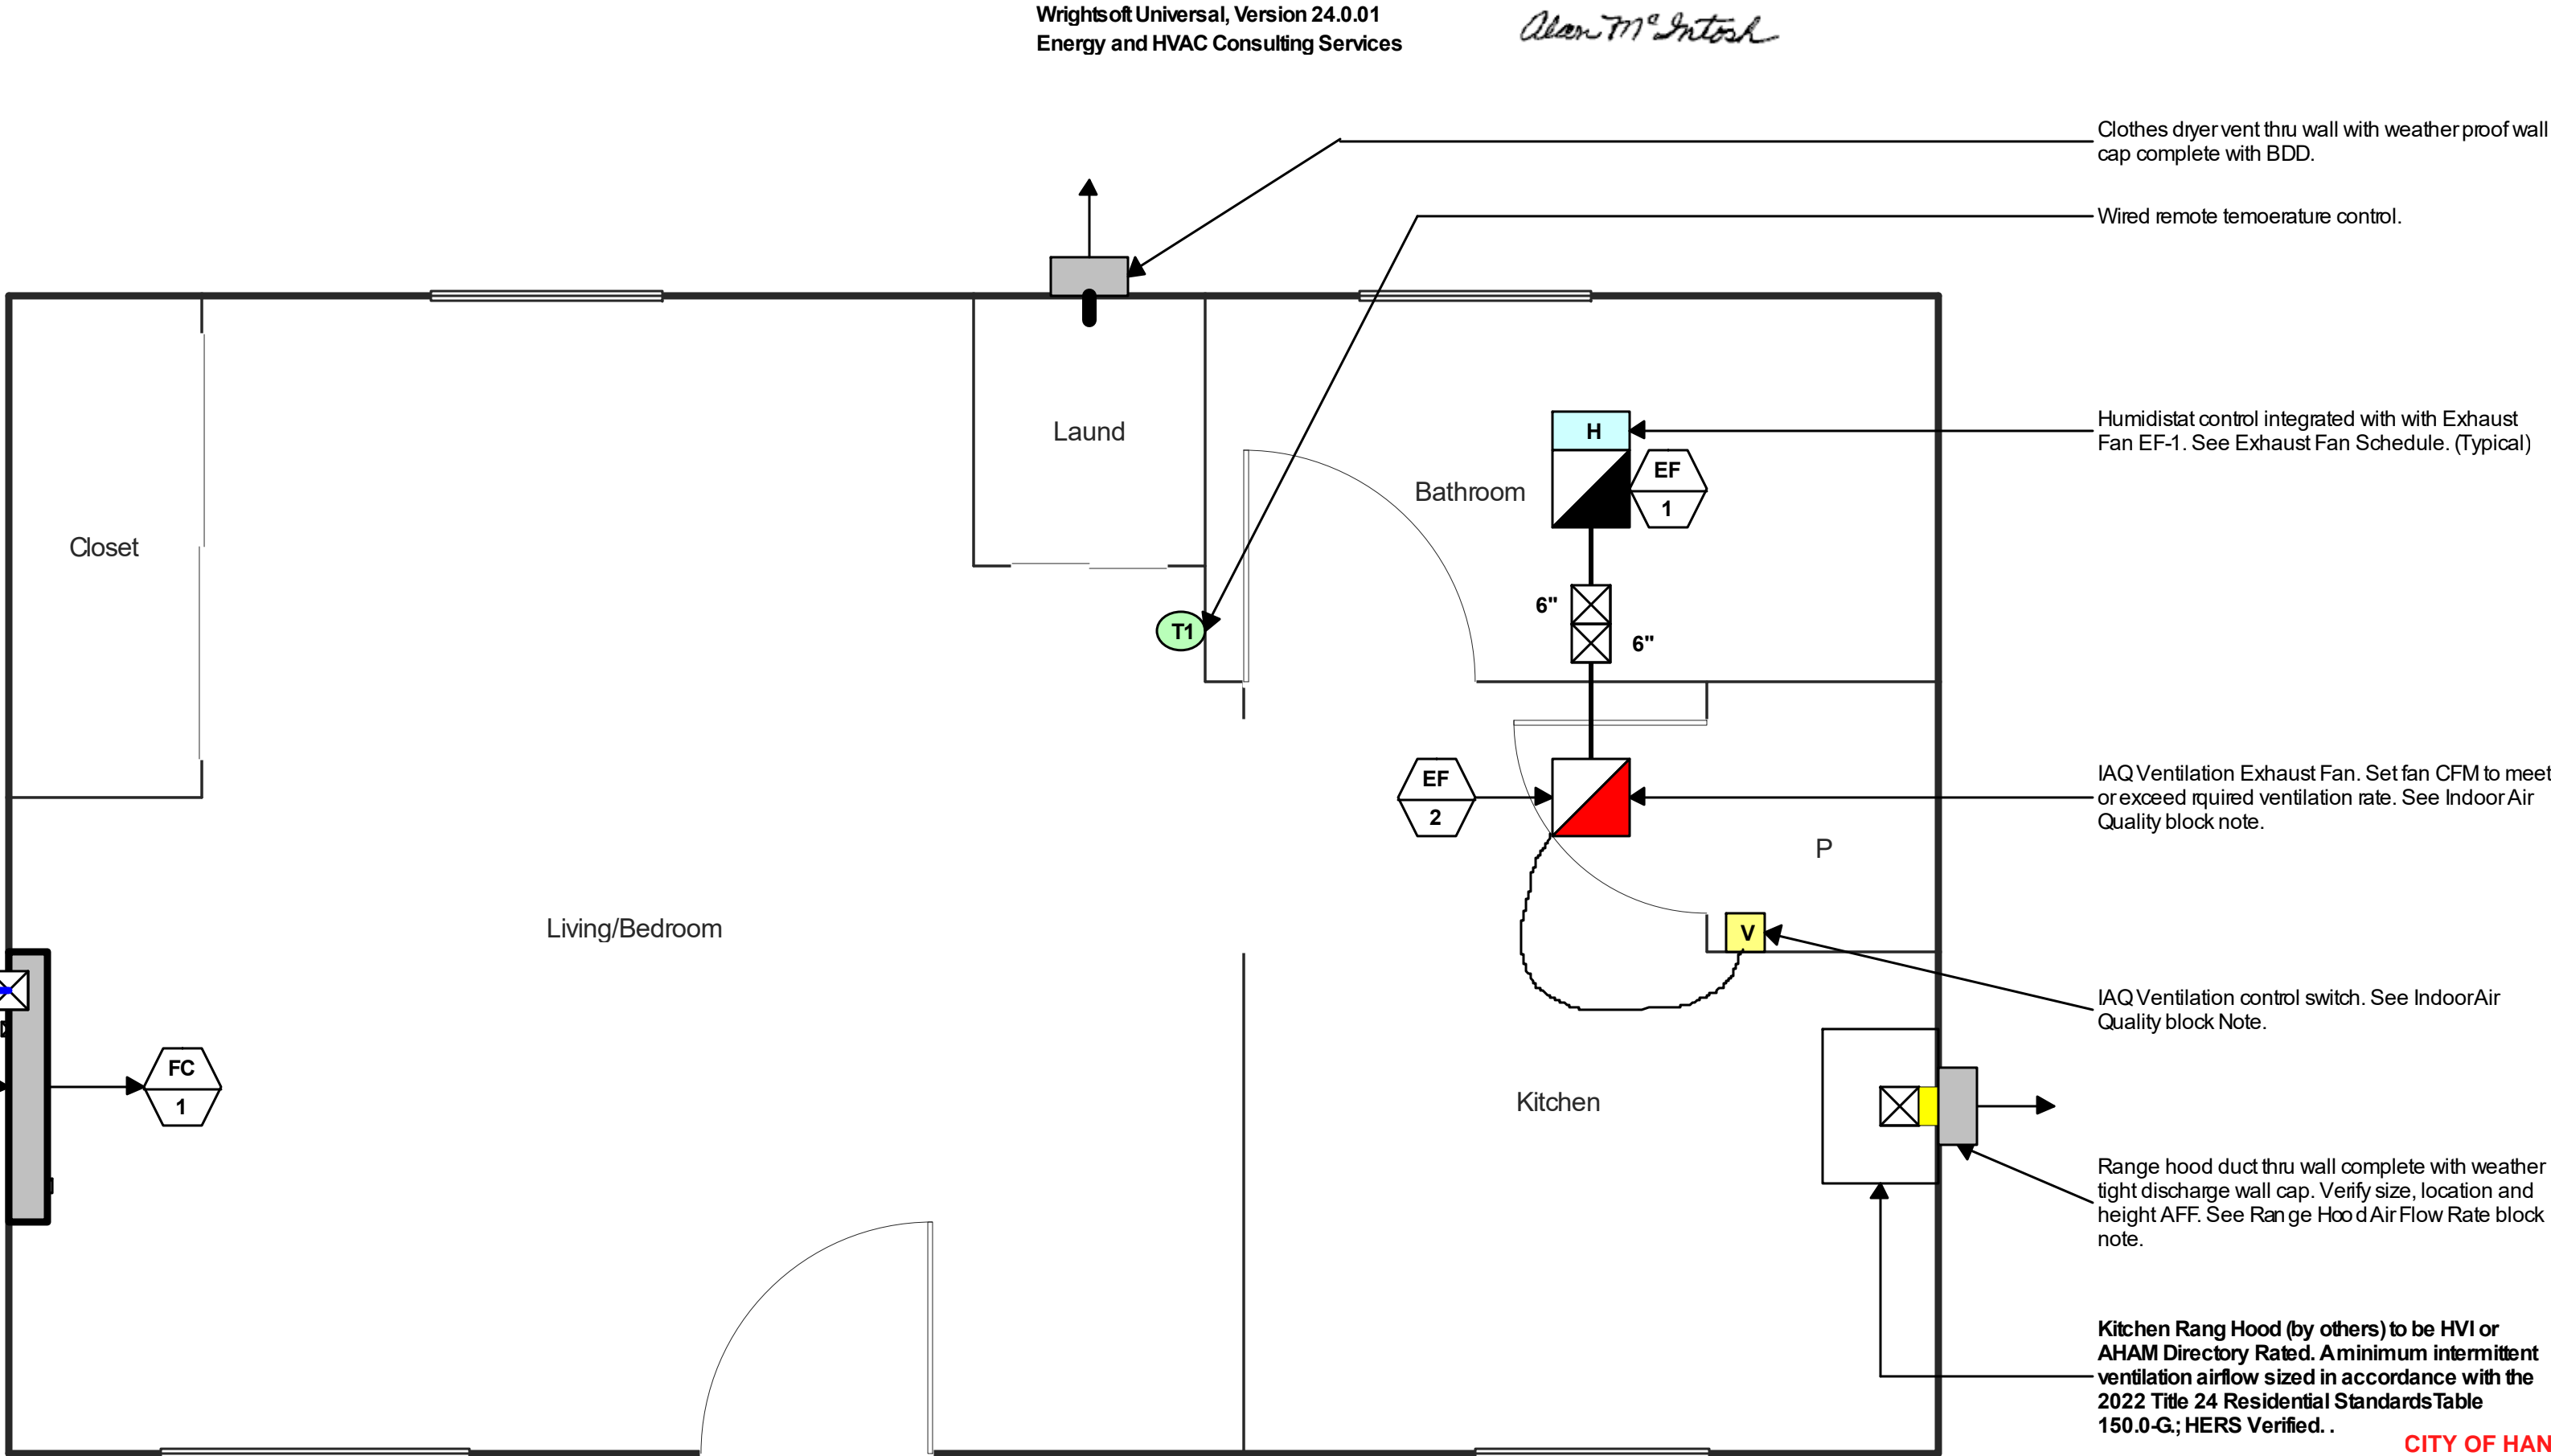 Wrightsoft Universal, Version 24.0.01
Energy and HVAC Consulting Services
Alan McIntosh
Clothes dryer vent thru wall with weather proof wall
cap complete with BDD.
Wired remote temoerature control.
Humidistat control integrated with with Exhaust
Fan EF-1. See Exhaust Fan Schedule. (Typical)
H
EF
1
Laund
Bathroom
Closet
6"
T1
6"
IAQ Ventilation Exhaust Fan. Set fan CFM to meet
or exceed rquired ventilation rate. See Indoor Air
Quality block note.
EF
2
P
Living/Bedroom
V
IAQ Ventilation control switch. See Indoor Air
Quality block Note.
FC
1
Kitchen
Range hood duct thru wall complete with weather
tight discharge wall cap. Verify size, location and
height AFF. See Range Hood Air Flow Rate block
note.
Kitchen Rang Hood (by others) to be HVI or
AHAM Directory Rated. A minimum intermittent
ventilation airflow sized in accordance with the
2022 Title 24 Residential Standards Table
150.0-G; HERS Verified. .
CITY OF HAN